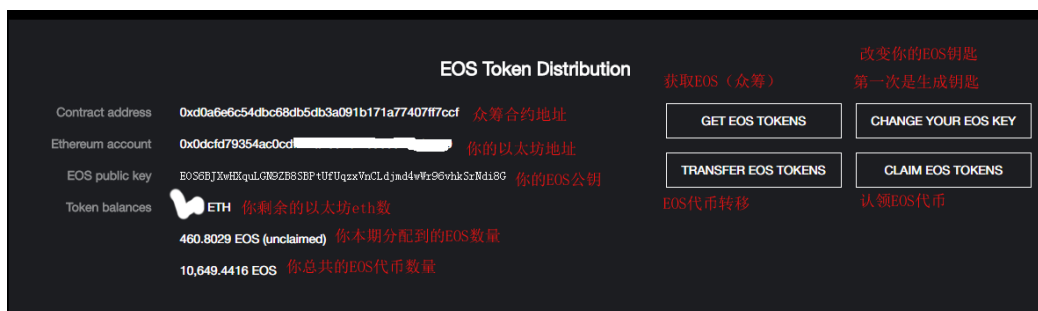 EOS Token Distribution
改变你的EOS钥匙
获取EOS（众筹）
第一次是生成钥匙
Contract address 0xd0a6e6c54dbc68db5db3a091b171a77407ff7ccf 众筹合约地址
GET EOS TOKENS
CHANGE YOUR EOS KEY
Ethereum account 0x0dcfd79354ac0cd 你的以太坊地址
EOS public key EOS6BJXwHXquLGN9ZB8SBPtUfUqzxVnCLdjmd4wWr96vhkSrNdi8G 你的EOS公钥
TRANSFER EOS TOKENS
CLAIM EOS TOKENS
Token balances ETH 你剩余的以太坊eth数
EOS代币转移
认领EOS代币
460.8029 EOS (unclaimed) 你本期分配到的EOS数量
10,649.4416 EOS 你总共的EOS代币数量